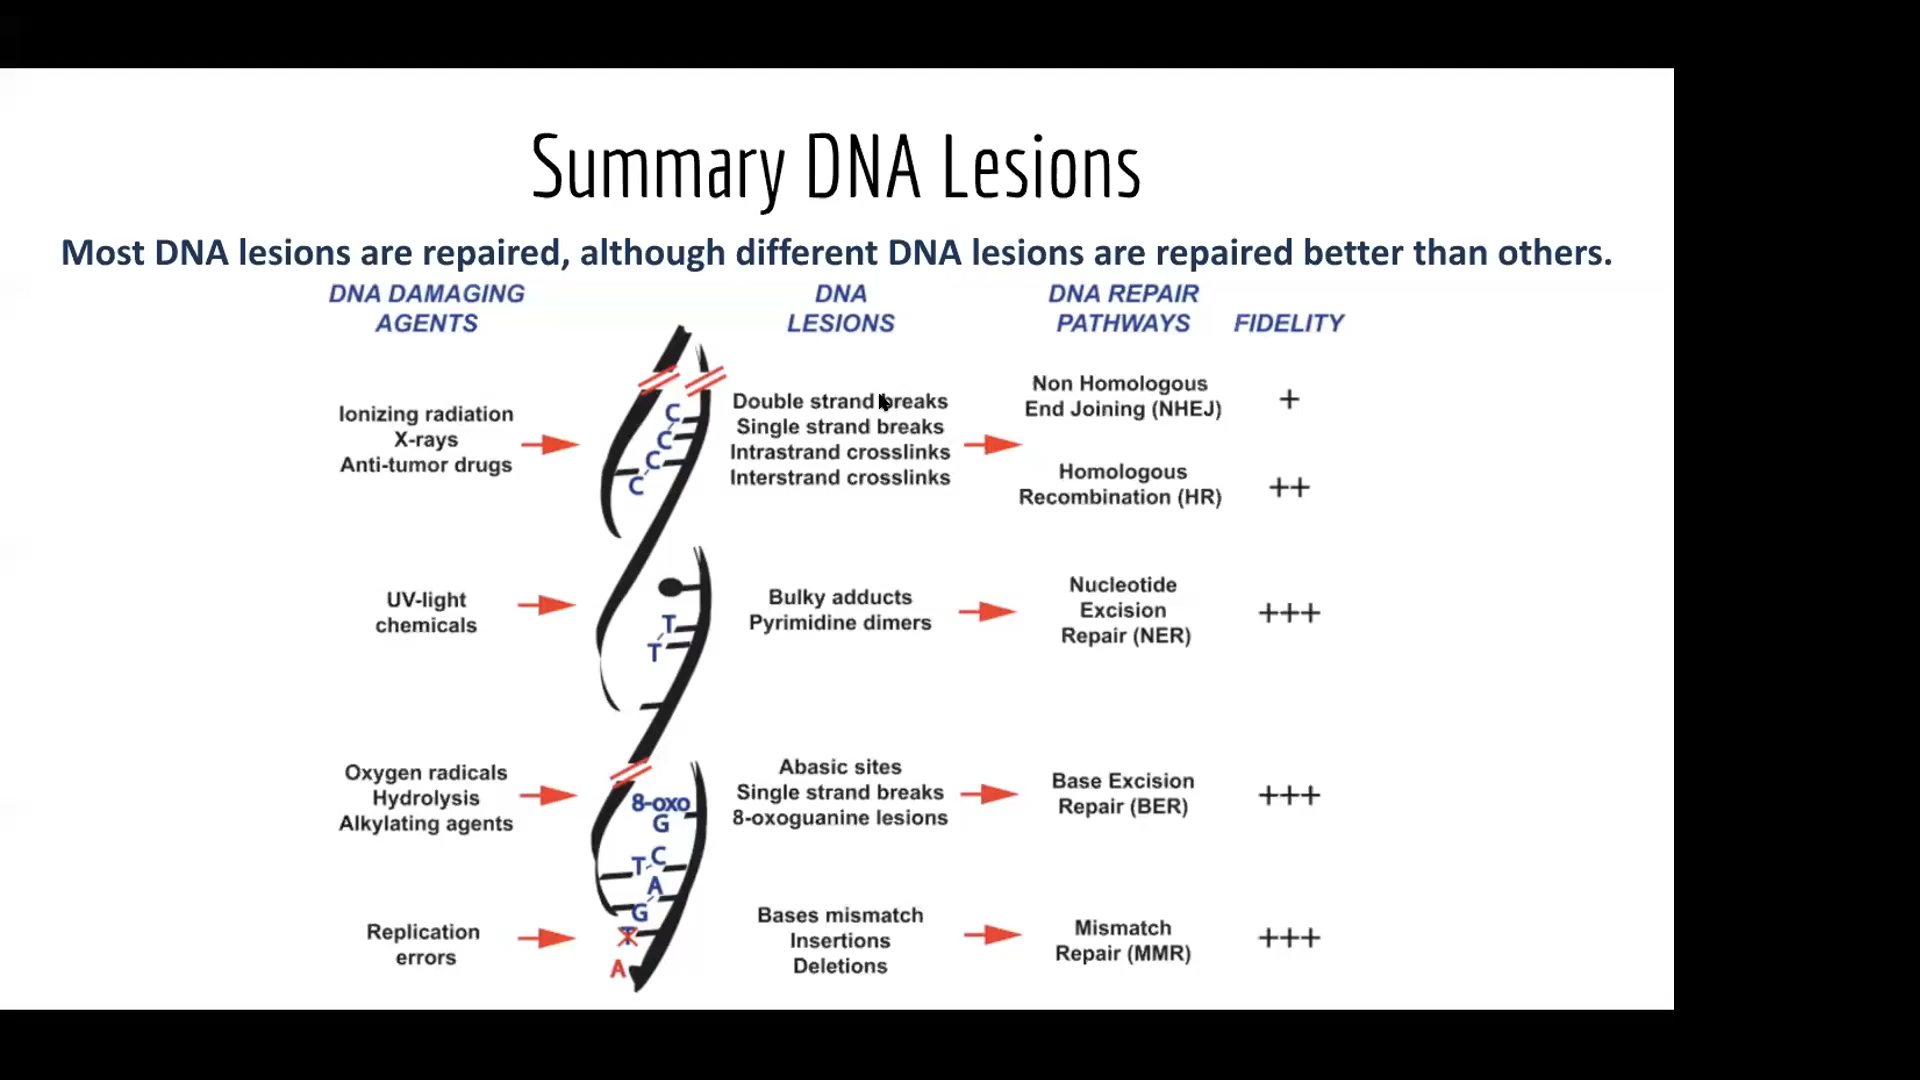 Summary DNA Lesions
Most DNA lesions are repaired, although different DNA lesions are repaired better than others.
DNA DAMAGING
AGENTS
DNA
LESIONS
DNA REPAIR
PATHWAYS
FIDELITY
Ionizing radiation
X-rays
Anti-tumor drugs
C
C
C
C
Double strand breaks
Single strand breaks
Intrastrand crosslinks
Interstrand crosslinks
Non Homologous
End Joining (NHEJ)
+
Homologous
Recombination (HR)
++
UV-light
chemicals
T
T
Bulky adducts
Pyrimidine dimers
Nucleotide
Excision
Repair (NER)
+++
Oxygen radicals
Hydrolysis
Alkylating agents
8-oxo
G
T C
A
G
Abasic sites
Single strand breaks
8-oxoguanine lesions
Base Excision
Repair (BER)
+++
Replication
errors
T
A
Bases mismatch
Insertions
Deletions
Mismatch
Repair (MMR)
+++